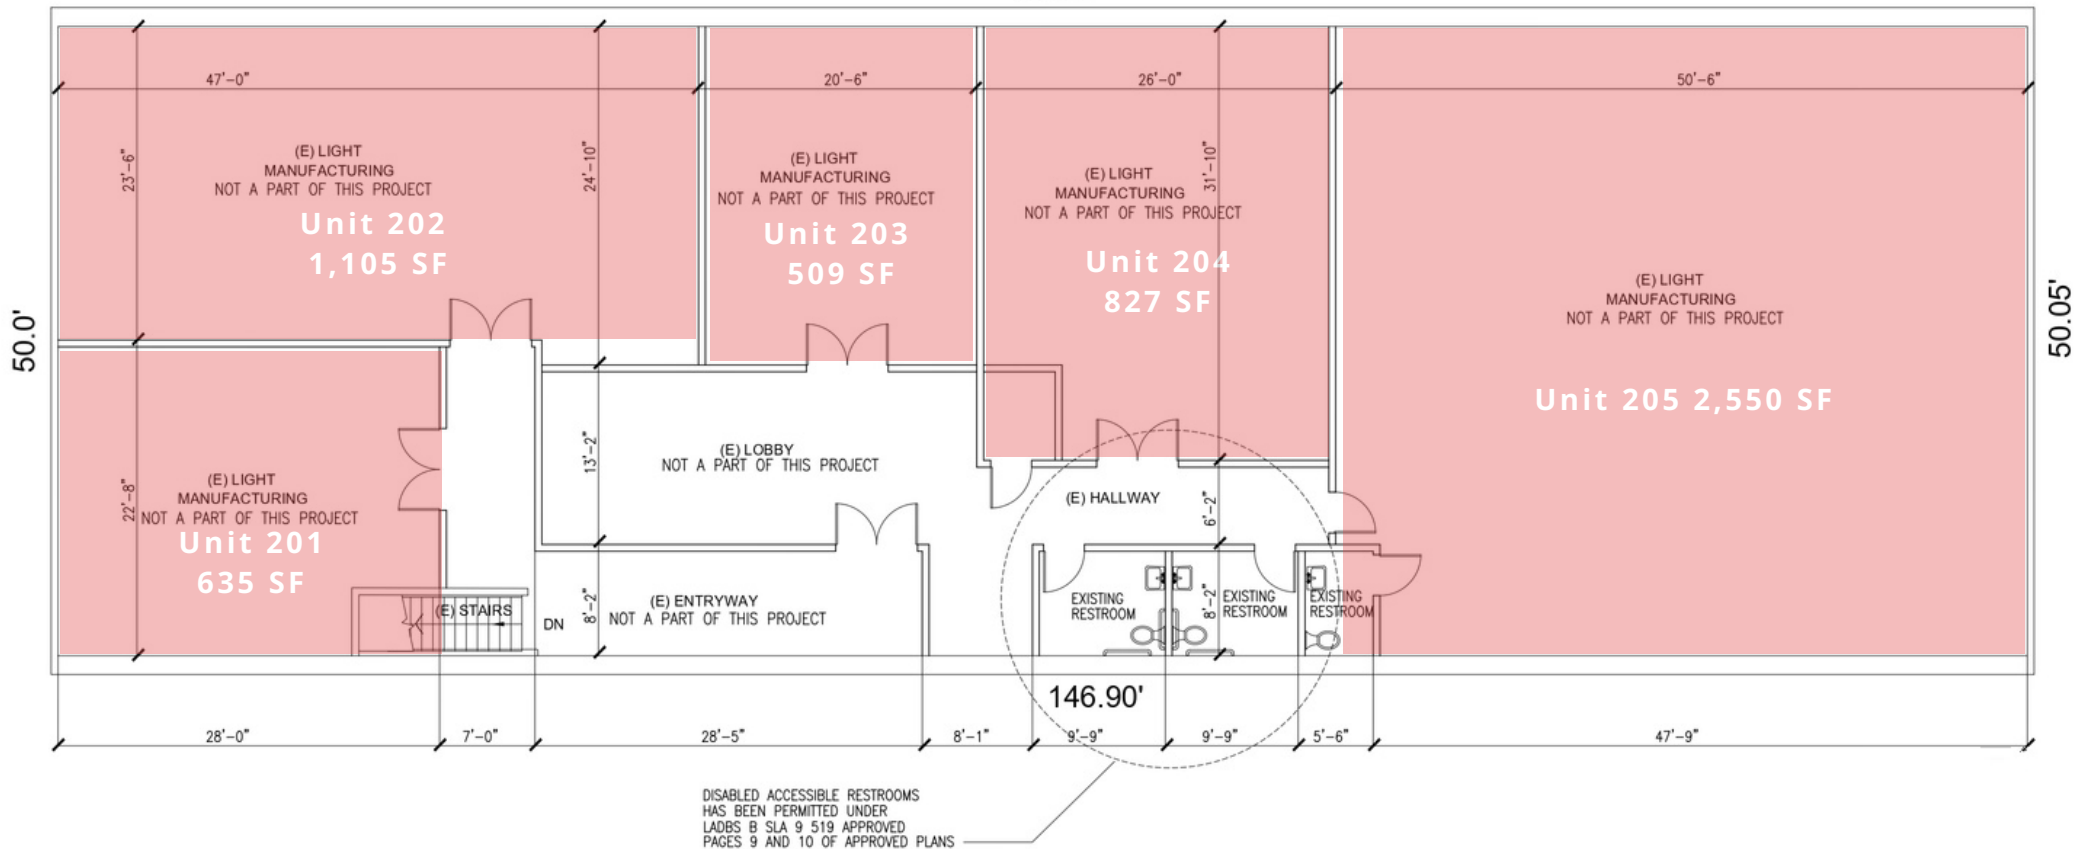 47'-0"
20'-6"
26'-0"
50'-6"
23'-6"
24'-10"
31'-10"
(E) LIGHT
MANUFACTURING
NOT A PART OF THIS PROJECT
Unit 202
1,105 SF
(E) LIGHT
MANUFACTURING
NOT A PART OF THIS PROJECT
Unit 203
509 SF
(E) LIGHT
MANUFACTURING
NOT A PART OF THIS PROJECT
Unit 204
827 SF
(E) LIGHT
MANUFACTURING
NOT A PART OF THIS PROJECT
Unit 205 2,550 SF
50.0'
50.05'
22'-8"
(E) LIGHT
MANUFACTURING
NOT A PART OF THIS PROJECT
Unit 201
635 SF
13'-2"
(E) LOBBY
NOT A PART OF THIS PROJECT
(E) HALLWAY
6'-2"
(E) STAIRS
DN
8'-2"
(E) ENTRYWAY
NOT A PART OF THIS PROJECT
EXISTING
RESTROOM
8'-2"
EXISTING
RESTROOM
EXISTING
RESTROOM
146.90'
28'-0"
7'-0"
28'-5"
8'-1"
9'-9"
9'-9"
5'-6"
47'-9"
DISABLED ACCESSIBLE RESTROOMS
HAS BEEN PERMITTED UNDER
LADBS B SLA 9 519 APPROVED
PAGES 9 AND 10 OF APPROVED PLANS